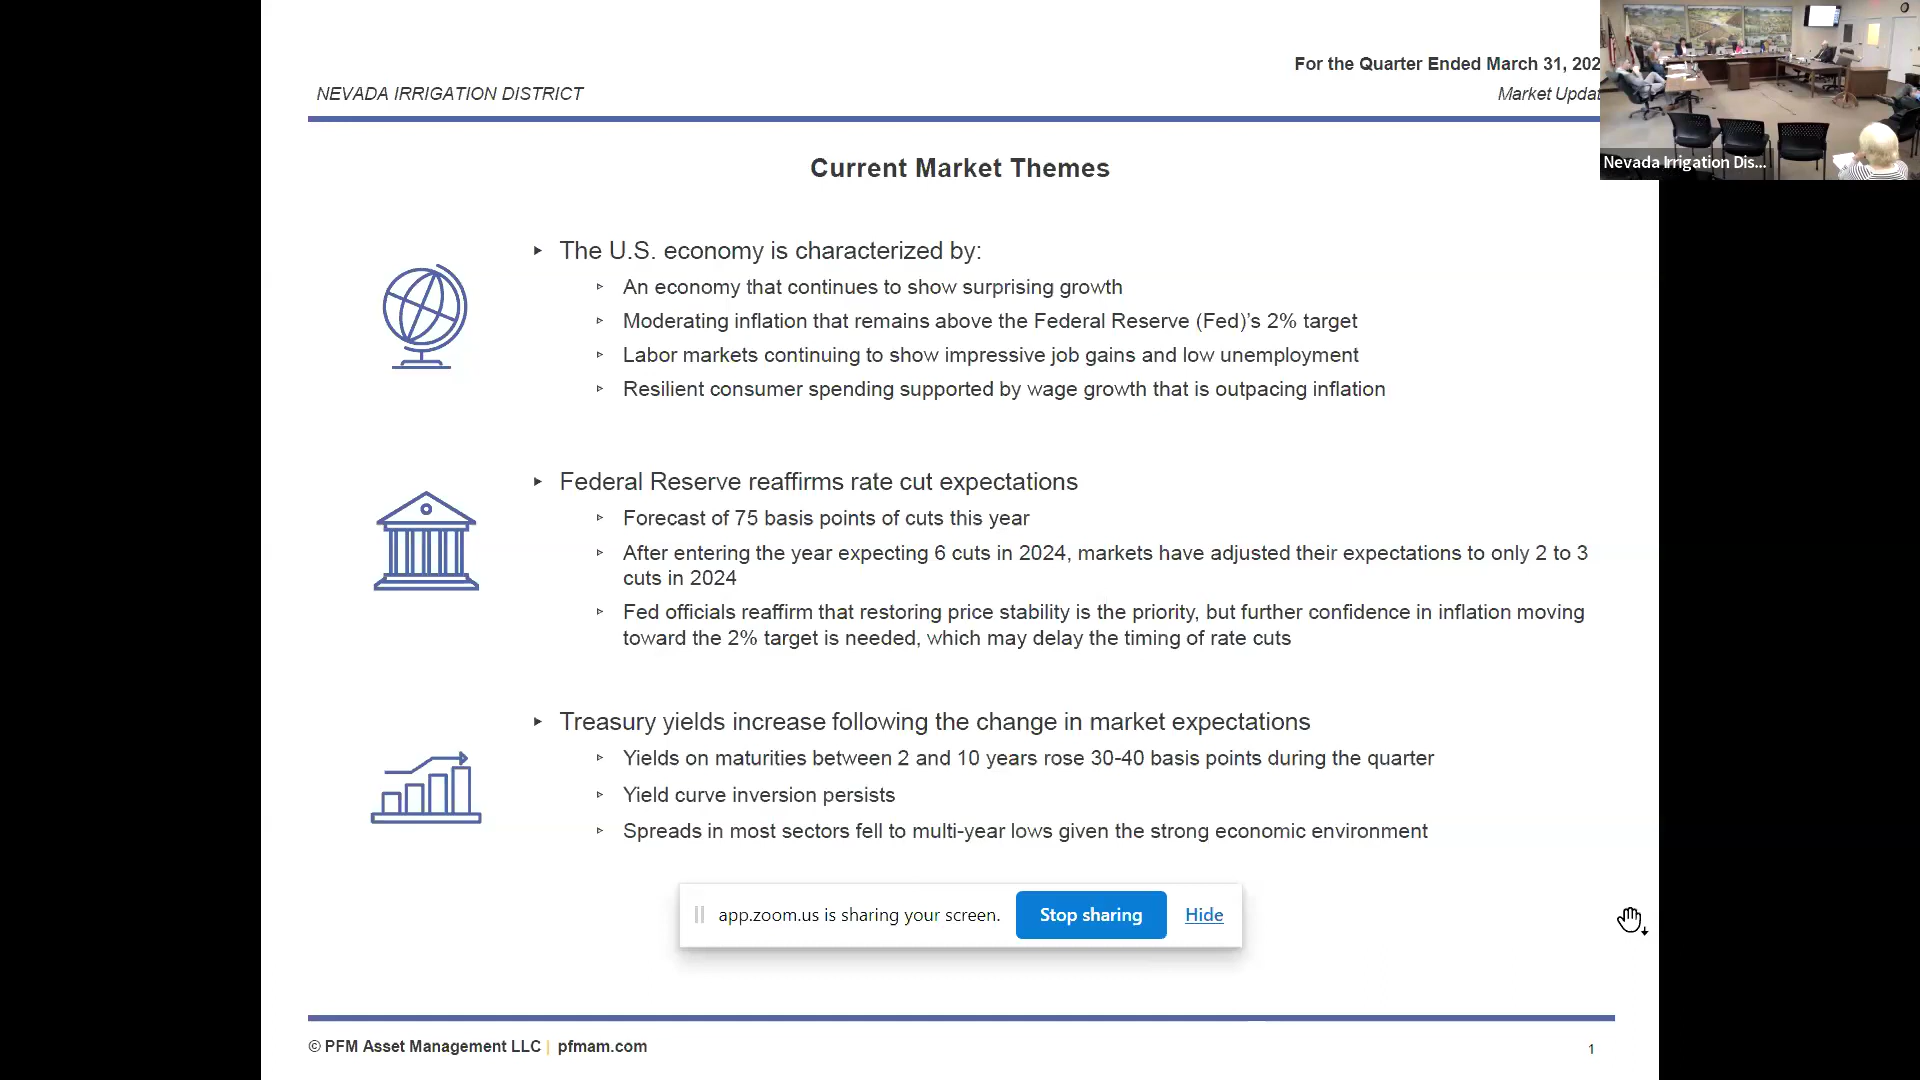 For the Quarter Ended March 31, 202
NEVADA IRRIGATION DISTRICT
Market Updat
Nevada Irrigation Dis...
Current Market Themes
The U.S. economy is characterized by:
An economy that continues to show surprising growth
Moderating inflation that remains above the Federal Reserve (Fed)'s 2% target
Labor markets continuing to show impressive job gains and low unemployment
Resilient consumer spending supported by wage growth that is outpacing inflation
Federal Reserve reaffirms rate cut expectations
Forecast of 75 basis points of cuts this year
After entering the year expecting 6 cuts in 2024, markets have adjusted their expectations to only 2 to 3
cuts in 2024
Fed officials reaffirm that restoring price stability is the priority, but further confidence in inflation moving
toward the 2% target is needed, which may delay the timing of rate cuts
Treasury yields increase following the change in market expectations
Yields on maturities between 2 and 10 years rose 30-40 basis points during the quarter
Yield curve inversion persists
Spreads in most sectors fell to multi-year lows given the strong economic environment
app.zoom.us is sharing your screen. Stop sharing Hide
© PFM Asset Management LLC | pfmam.com
1